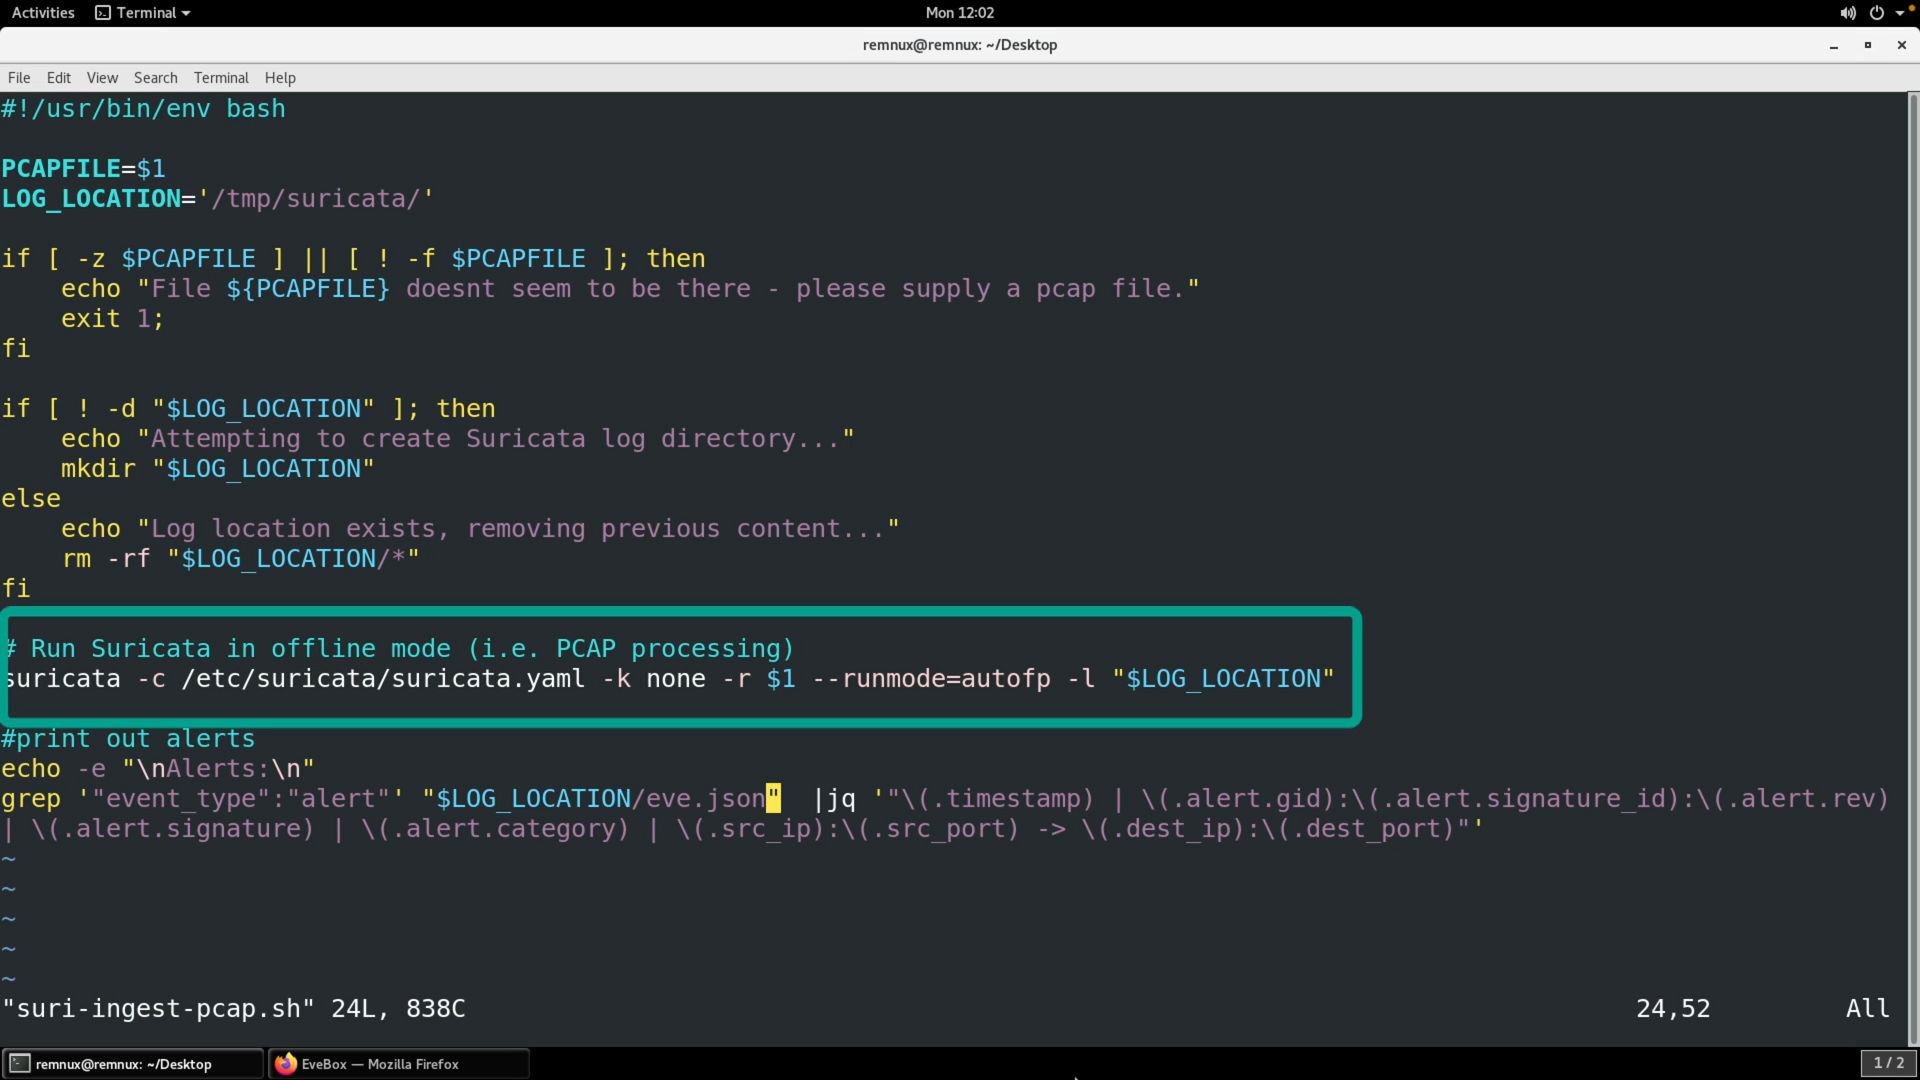 Activities Terminal Mon 12:02
remnux@remnux: ~/Desktop
File Edit View Search Terminal Help
#!/usr/bin/env bash
PCAPFILE=$1
LOG_LOCATION='/tmp/suricata/'
if [ -z $PCAPFILE ] || [ ! -f $PCAPFILE ]; then
    echo "File ${PCAPFILE} doesnt seem to be there - please supply a pcap file."
    exit 1;
fi
if [ ! -d "$LOG_LOCATION" ]; then
    echo "Attempting to create Suricata log directory..."
    mkdir "$LOG_LOCATION"
else
    echo "Log location exists, removing previous content..."
    rm -rf "$LOG_LOCATION/*"
fi
# Run Suricata in offline mode (i.e. PCAP processing)
suricata -c /etc/suricata/suricata.yaml -k none -r $1 --runmode=autofp -l "$LOG_LOCATION"
#print out alerts
echo -e "\nAlerts:\n"
grep '"event_type":"alert"' "$LOG_LOCATION/eve.json"  |jq '"\(.timestamp) | \(.alert.gid):\(.alert.signature_id):\(.alert.rev)
| \(.alert.signature) | \(.alert.category) | \(.src_ip):\(.src_port) -> \(.dest_ip):\(.dest_port)"'
~
~
~
~
~
"suri-ingest-pcap.sh" 24L, 838C 24,52 All
remnux@remnux: ~/Desktop EveBox — Mozilla Firefox 1 / 2